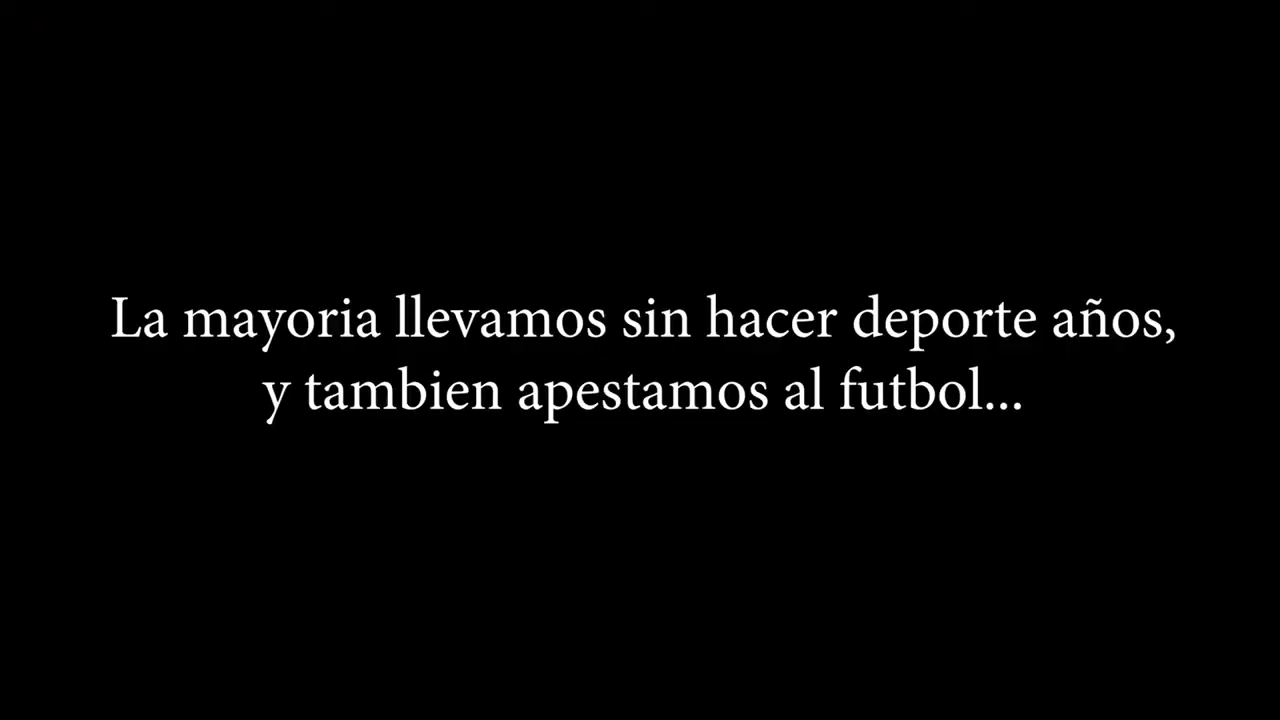 La mayoria llevamos sin hacer deporte años,
y tambien apestamos al futbol...